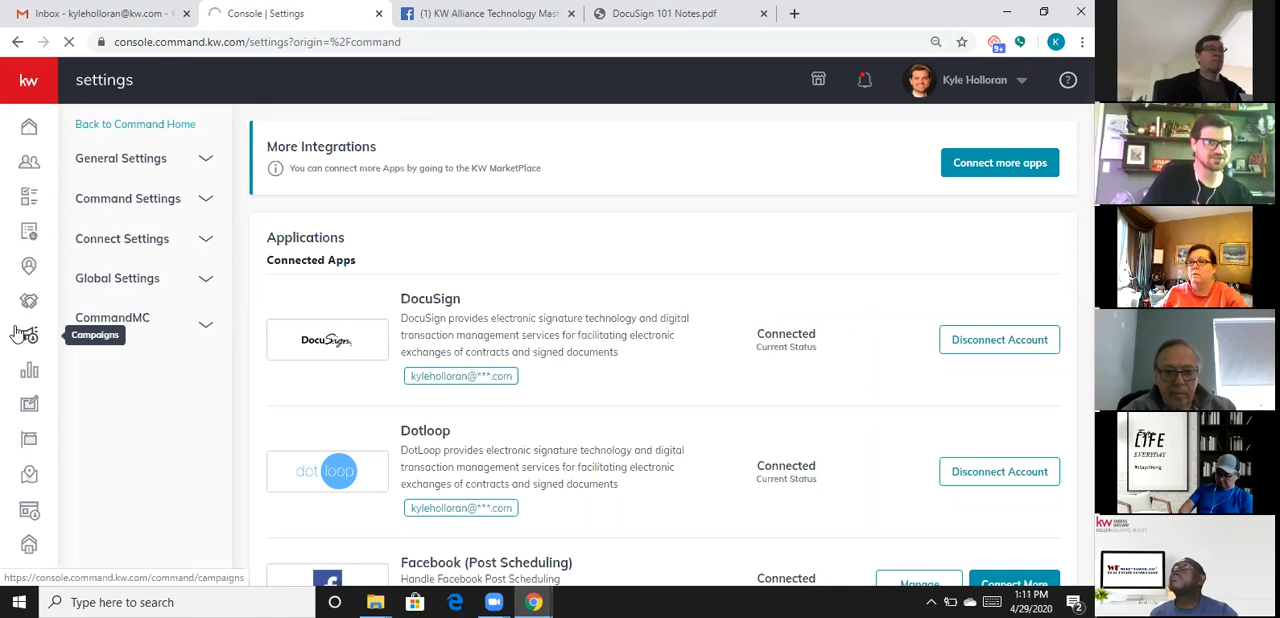 Inbox - kyleholloran@kw.com - K
Console | Settings
(1) KW Alliance Technology Mast
DocuSign 101 Notes.pdf
console.command.kw.com/settings?origin=%2Fcommand
9+
K
kw
settings
Kyle Holloran
Back to Command Home
General Settings
Command Settings
Connect Settings
Global Settings
CommandMC
Campaigns
More Integrations
You can connect more Apps by going to the KW MarketPlace
Connect more apps
Applications
Connected Apps
DocuSign
DocuSign
DocuSign provides electronic signature technology and digital
transaction management services for facilitating electronic
exchanges of contracts and signed documents
kyleholloran@***.com
Connected
Current Status
Disconnect Account
dot loop
Dotloop
DotLoop provides electronic signature technology and digital
transaction management services for facilitating electronic
exchanges of contracts and signed documents
kyleholloran@***.com
Connected
Current Status
Disconnect Account
Facebook (Post Scheduling)
Handle Facebook Post Scheduling
Connected
Manage
Connect More
https://console.command.kw.com/command/campaigns
Type here to search
1:11 PM
4/29/2020
2
LIFE
EVERYDAY
kw